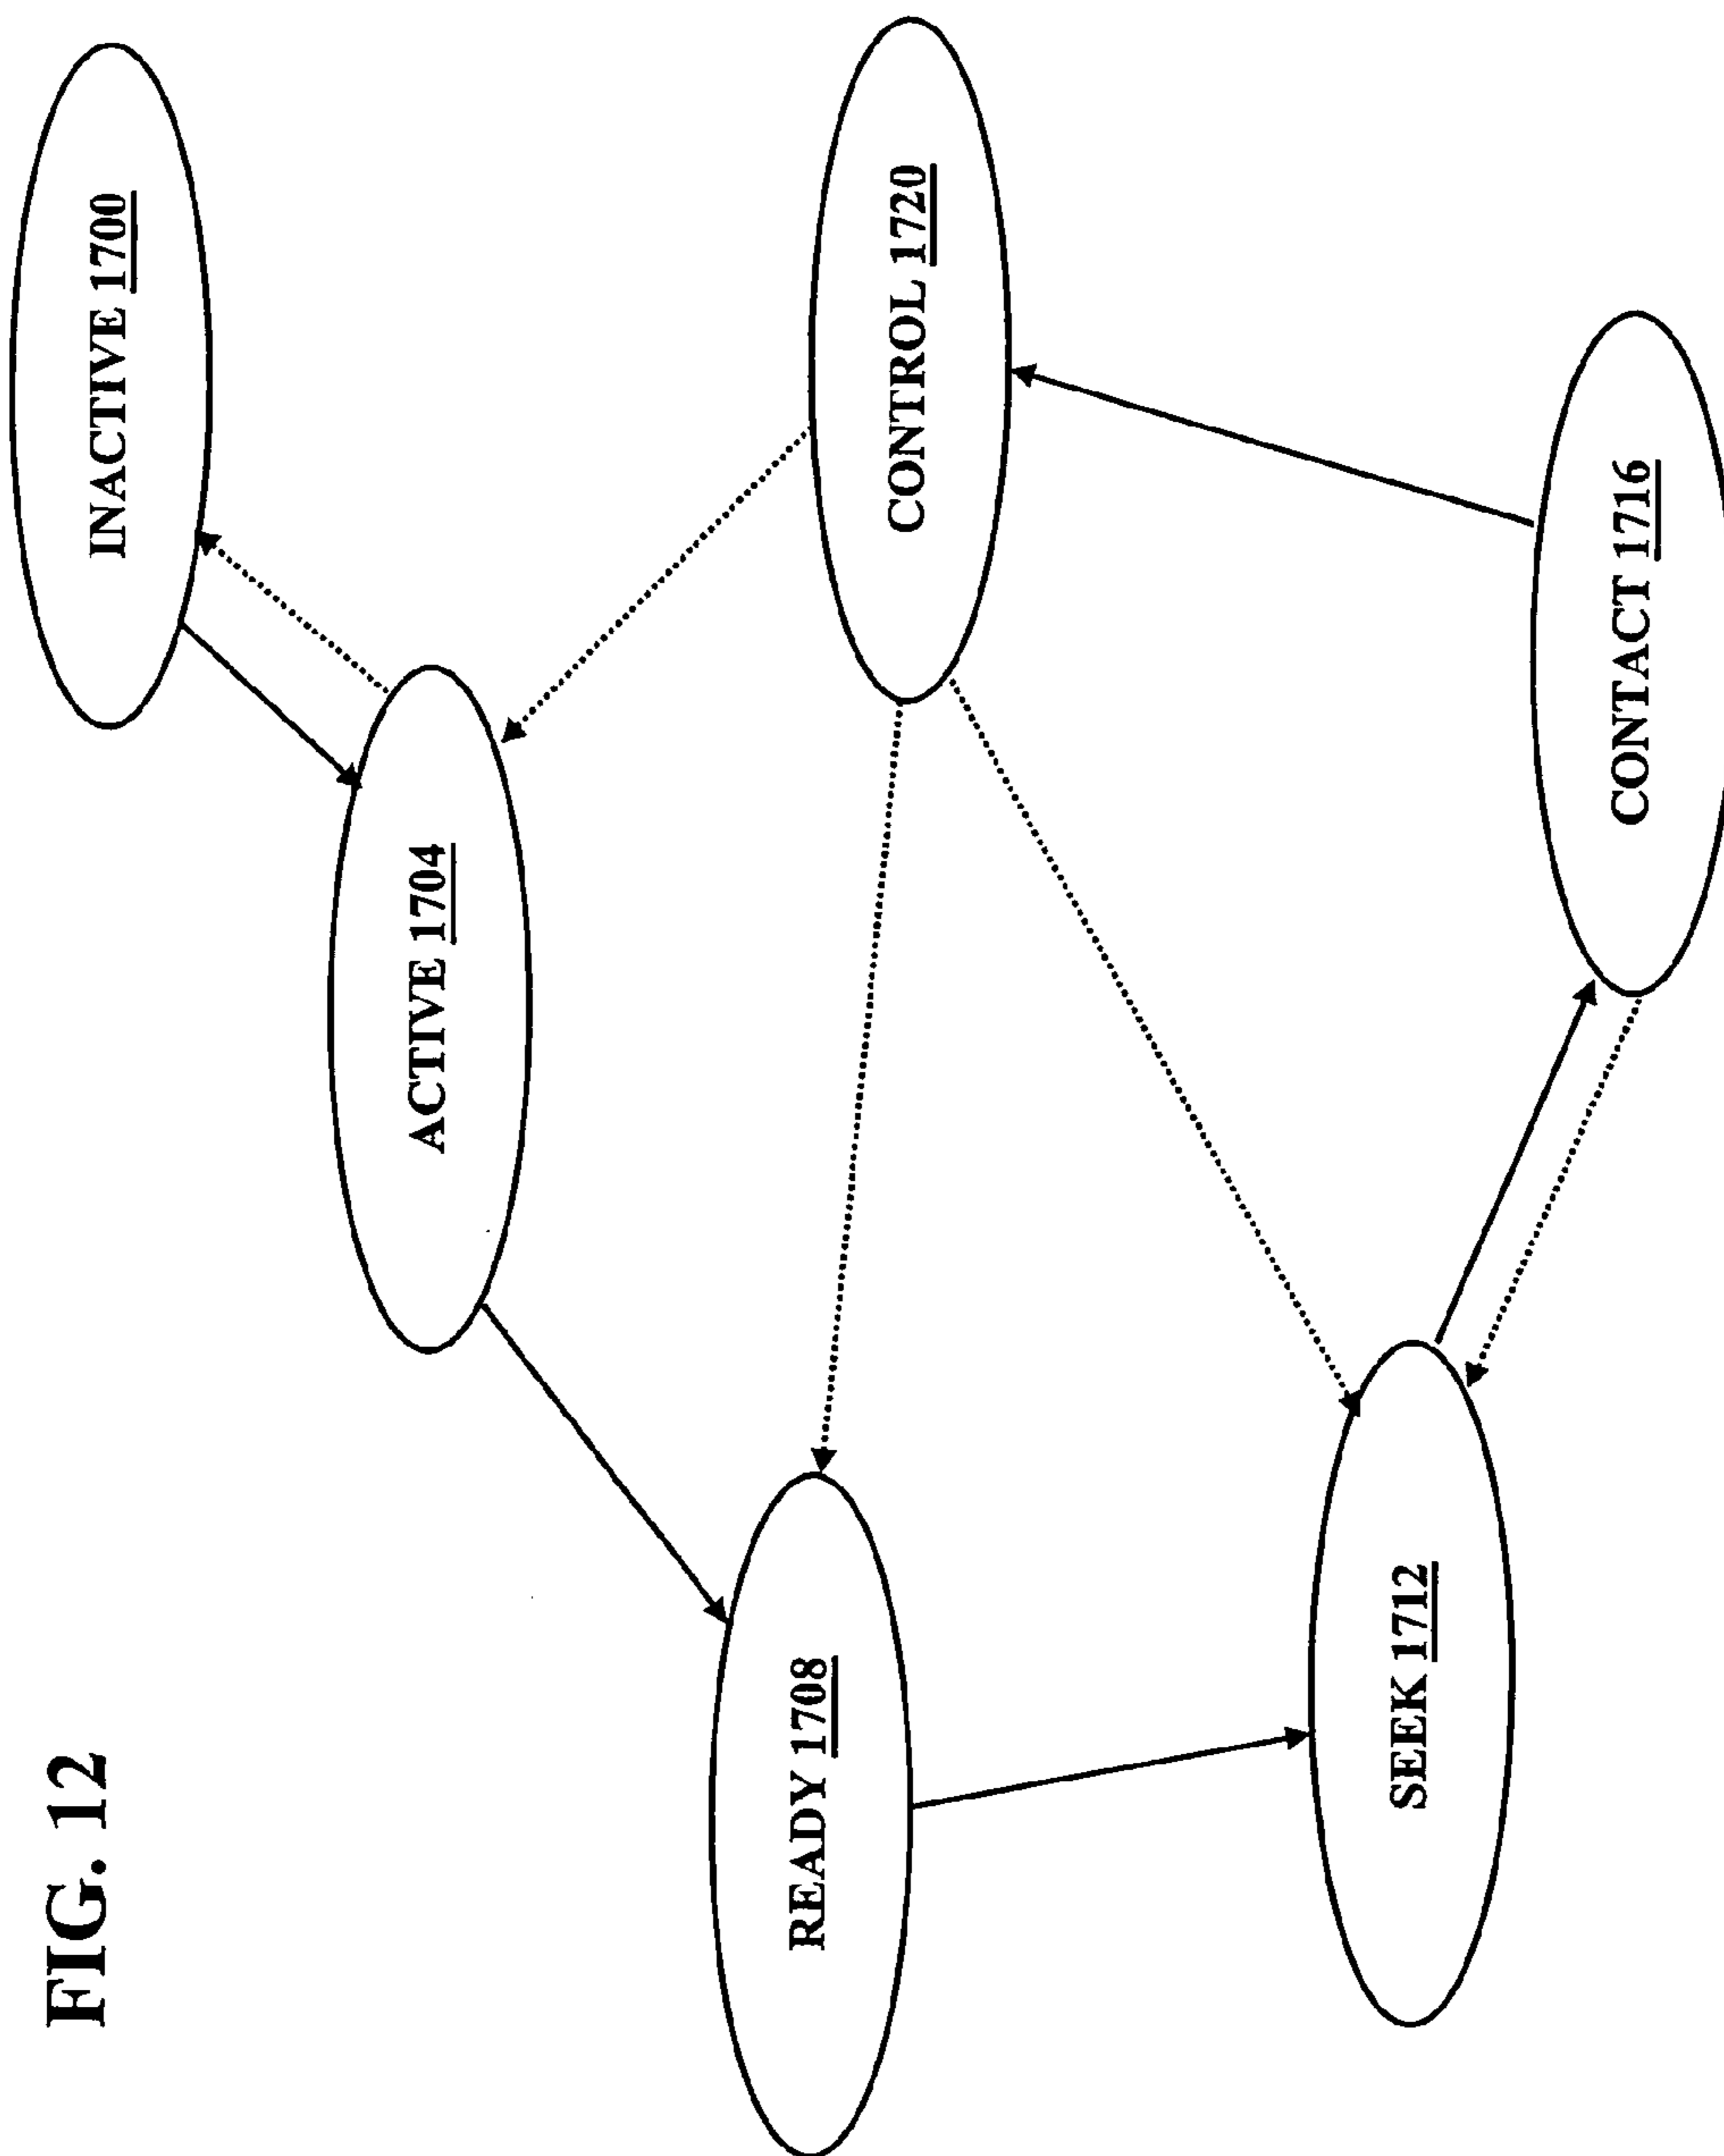 FIG. 12
INACTIVE 1700
ACTIVE 1704
READY 1708
CONTROL 1720
SEEK 1712
CONTACT 1716